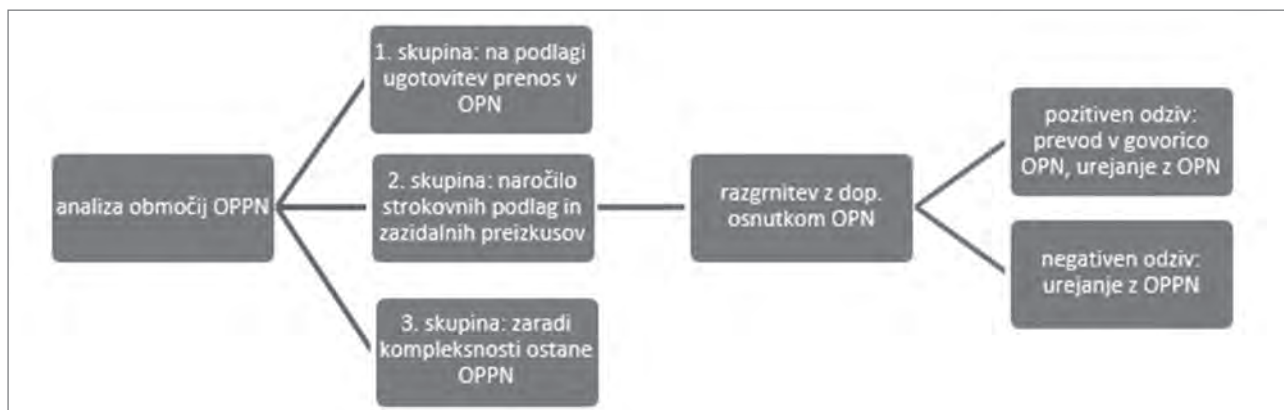 analiza območij OPPN
1. skupina: na podlagi
ugotovitev prenos v
OPN
2. skupina: naročilo
strokovnih podlag in
zazidalnih preizkusov
3. skupina: zaradi
kompleksnosti ostane
OPPN
razgrnitev z dop.
osnutkom OPN
pozitiven odziv:
prevod v govorico
OPN, urejanje z OPN
negativen odziv:
urejanje z OPPN